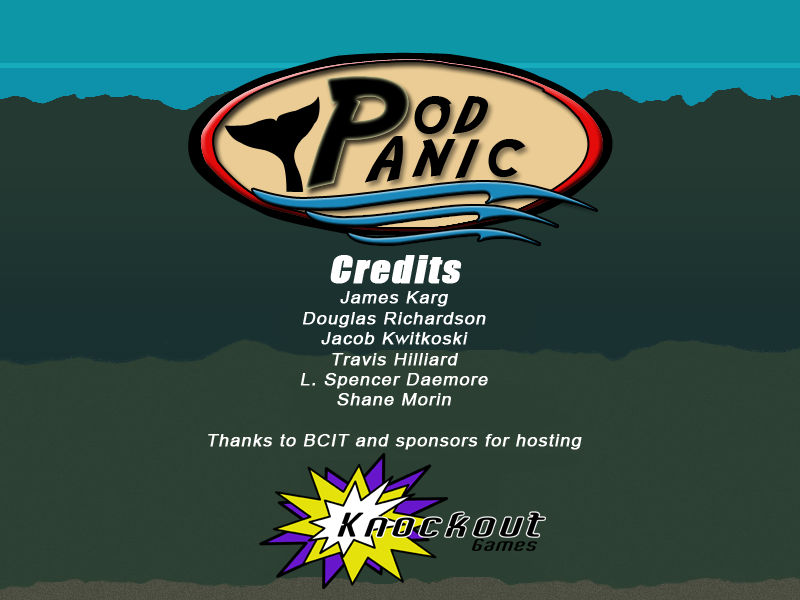 Pod
Panic
Credits
James Karg
Douglas Richardson
Jacob Kwitkoski
Travis Hilliard
L. Spencer Daemore
Shane Morin
Thanks to BCIT and sponsors for hosting
Knockout
Games